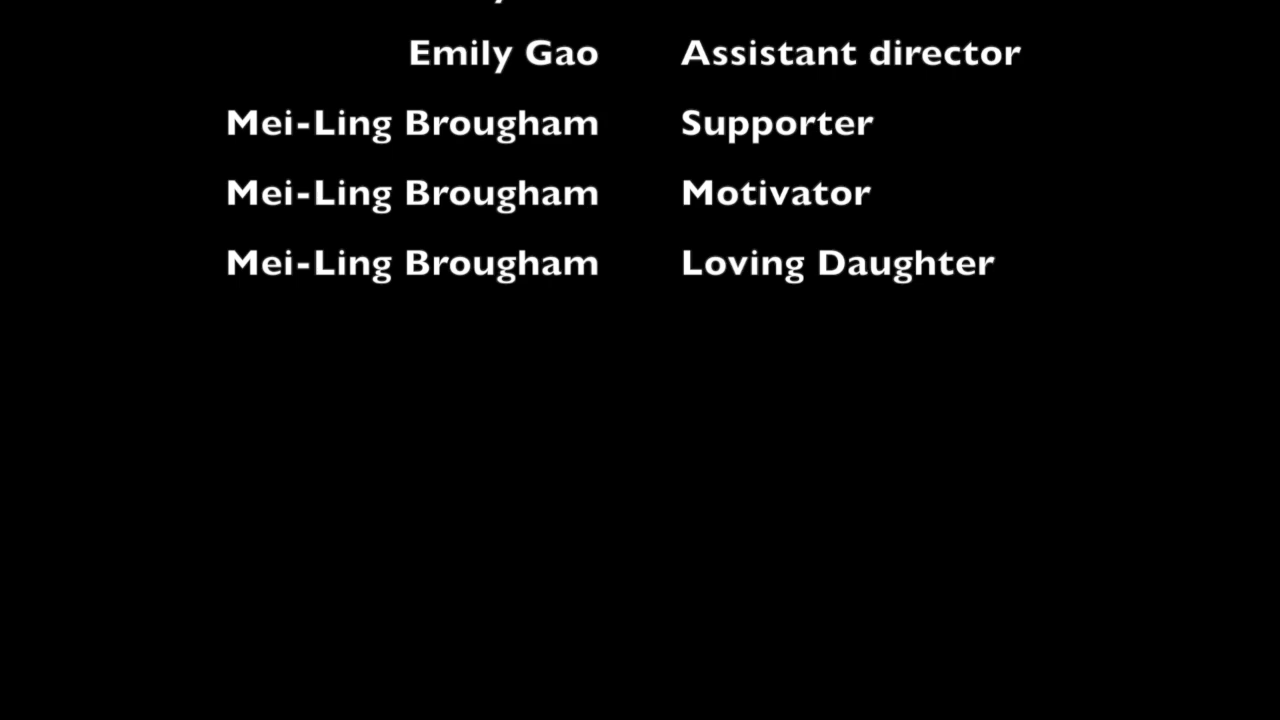 Emily Gao Assistant director
Mei-Ling Brougham Supporter
Mei-Ling Brougham Motivator
Mei-Ling Brougham Loving Daughter